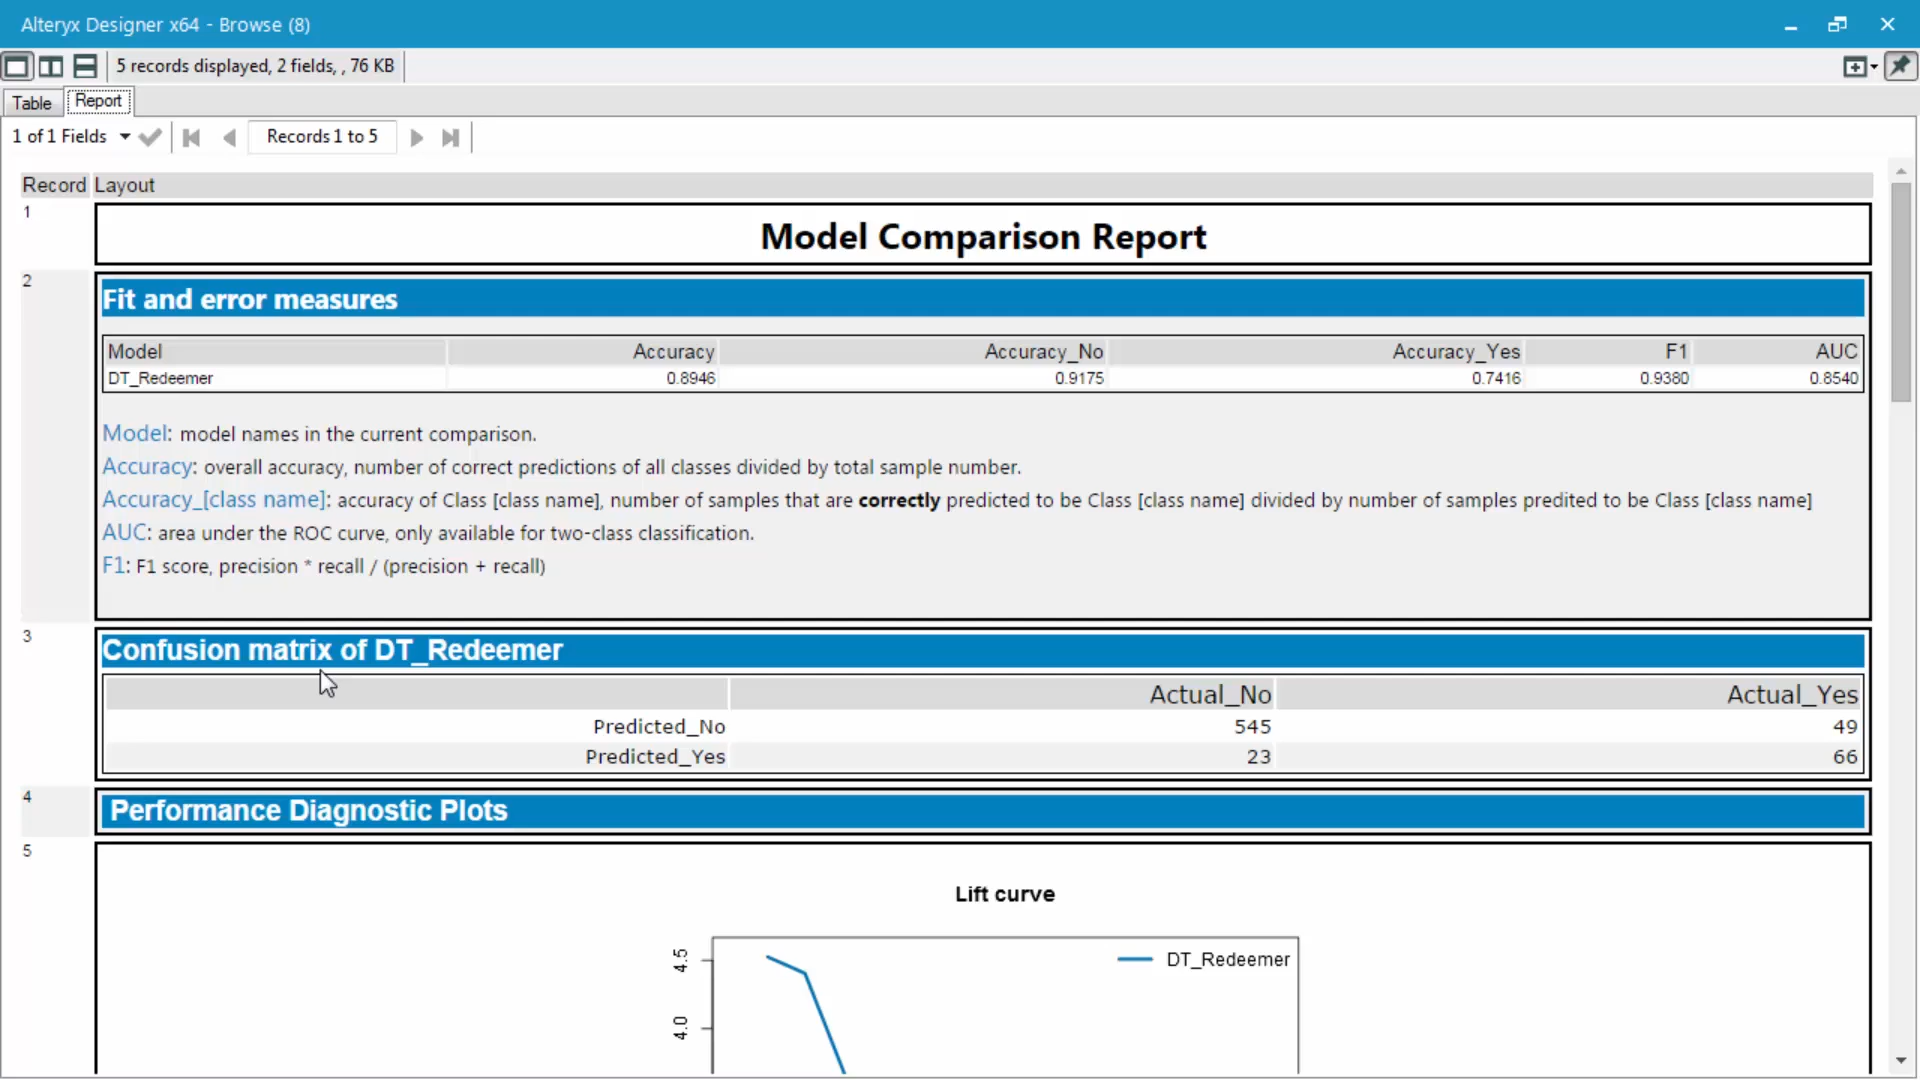 Alteryx Designer x64 - Browse (8)
5 records displayed, 2 fields, , 76 KB
Table Report
1 of 1 Fields Records 1 to 5
Record Layout
1
Model Comparison Report
2
Fit and error measures
Model Accuracy Accuracy_No Accuracy_Yes F1 AUC
DT_Redeemer 0.8946 0.9175 0.7416 0.9380 0.8540
Model: model names in the current comparison.
Accuracy: overall accuracy, number of correct predictions of all classes divided by total sample number.
Accuracy_[class name]: accuracy of Class [class name], number of samples that are correctly predicted to be Class [class name] divided by number of samples predited to be Class [class name]
AUC: area under the ROC curve, only available for two-class classification.
F1: F1 score, precision * recall / (precision + recall)
3
Confusion matrix of DT_Redeemer
Actual_No Actual_Yes
Predicted_No 545 49
Predicted_Yes 23 66
4
Performance Diagnostic Plots
5
Lift curve
4.5
DT_Redeemer
4.0